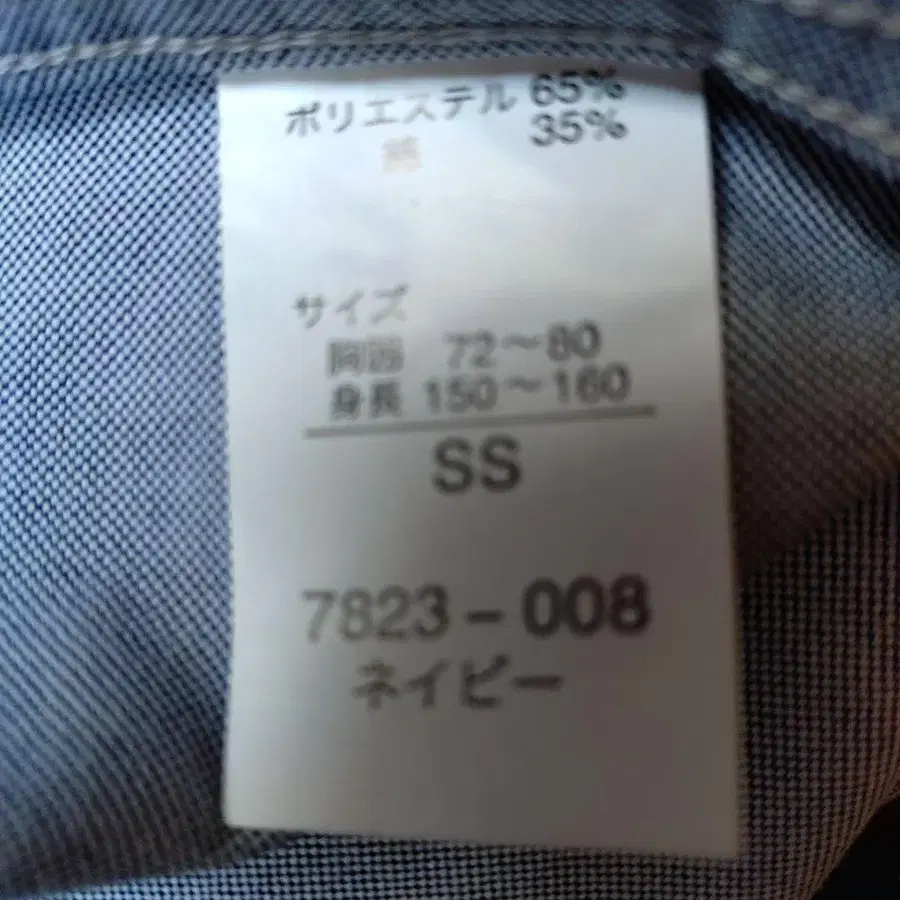 ポリエステル 65%
綿 35%
サイズ
胴囲 72～80
身長 150～160
SS
7823-008
ネイビー